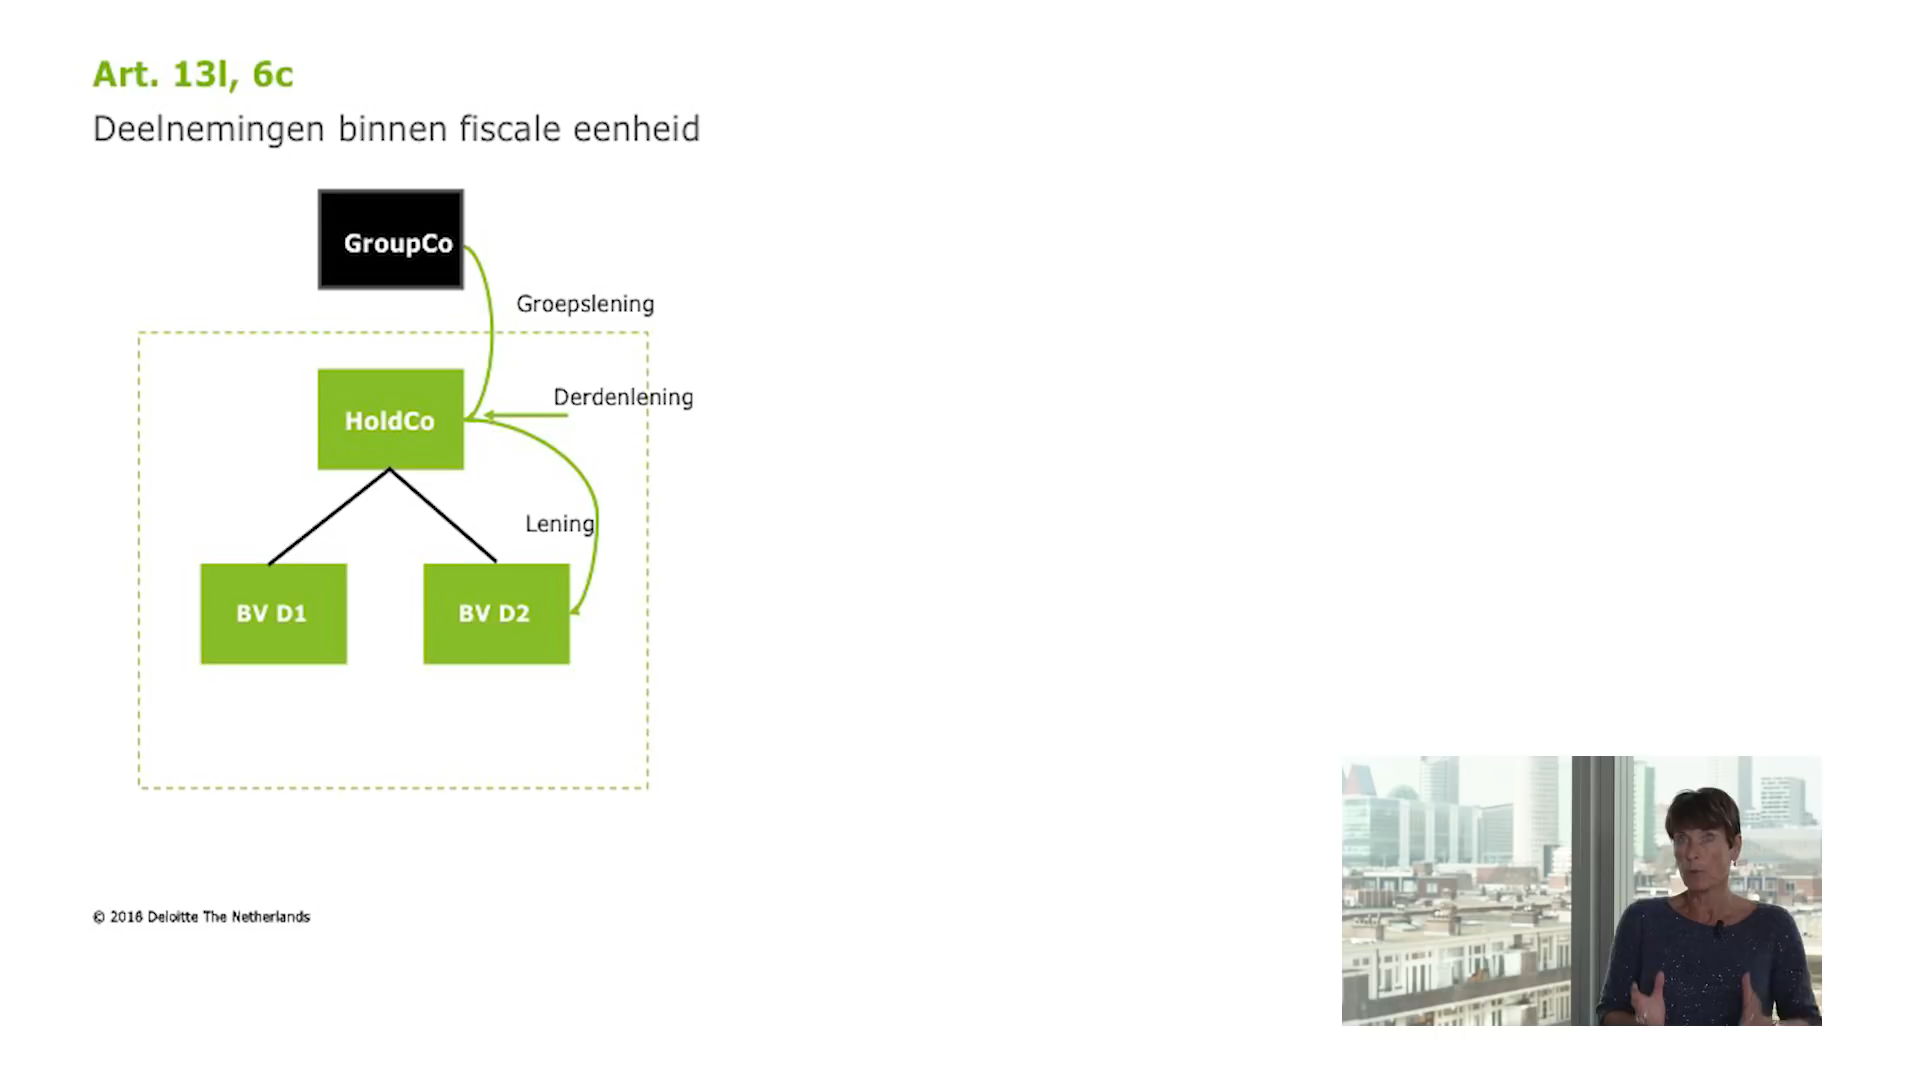 Art. 13l, 6c
Deelnemingen binnen fiscale eenheid
GroupCo
Groepslening
Derdenlening
HoldCo
Lening
BV D1
BV D2
© 2016 Deloitte The Netherlands